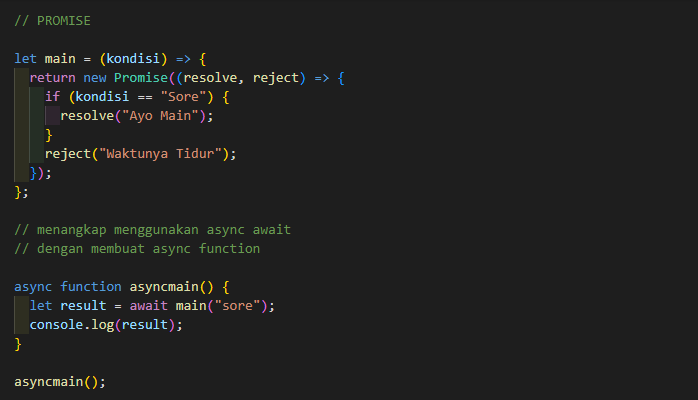 // PROMISE
let main = (kondisi) => {
return new Promise((resolve, reject) => {
if (kondisi == "Sore") {
resolve("Ayo Main");
}
reject("Waktunya Tidur");
});
};
// menangkap menggunakan async await
// dengan membuat async function
async function asyncmain() {
let result = await main("sore");
console.log(result);
}
asyncmain();